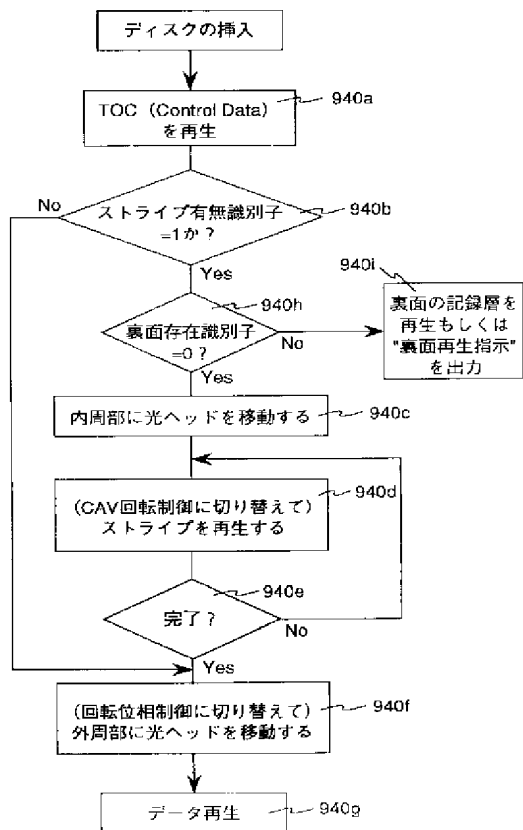 ディスクの挿入
TOC（Control Data）
を再生
940a
No
ストライプ有無識別子
=1か？
940b
Yes
940i
裏面の記録層を
再生もしくは
"裏面再生指示"
を出力
940h
裏面存在識別子
=0？
No
Yes
内周部に光ヘッドを移動する
940c
（CAV回転制御に切り替えて）
ストライプを再生する
940d
完了？
940e
No
Yes
（回転位相制御に切り替えて）
外周部に光ヘッドを移動する
940f
データ再生
940g